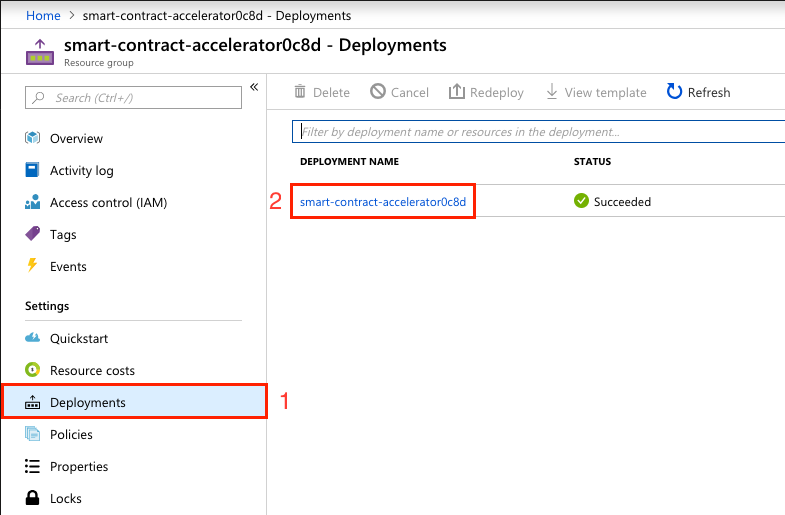 Home > smart-contract-accelerator0c8d - Deployments
smart-contract-accelerator0c8d - Deployments
Resource group
«
Search (Ctrl+/)
Overview
Activity log
Access control (IAM)
Tags
Events
Settings
Quickstart
Resource costs
Deployments 1
Policies
Properties
Locks
Delete Cancel Redeploy View template Refresh
Filter by deployment name or resources in the deployment...
DEPLOYMENT NAME STATUS
2 smart-contract-accelerator0c8d Succeeded